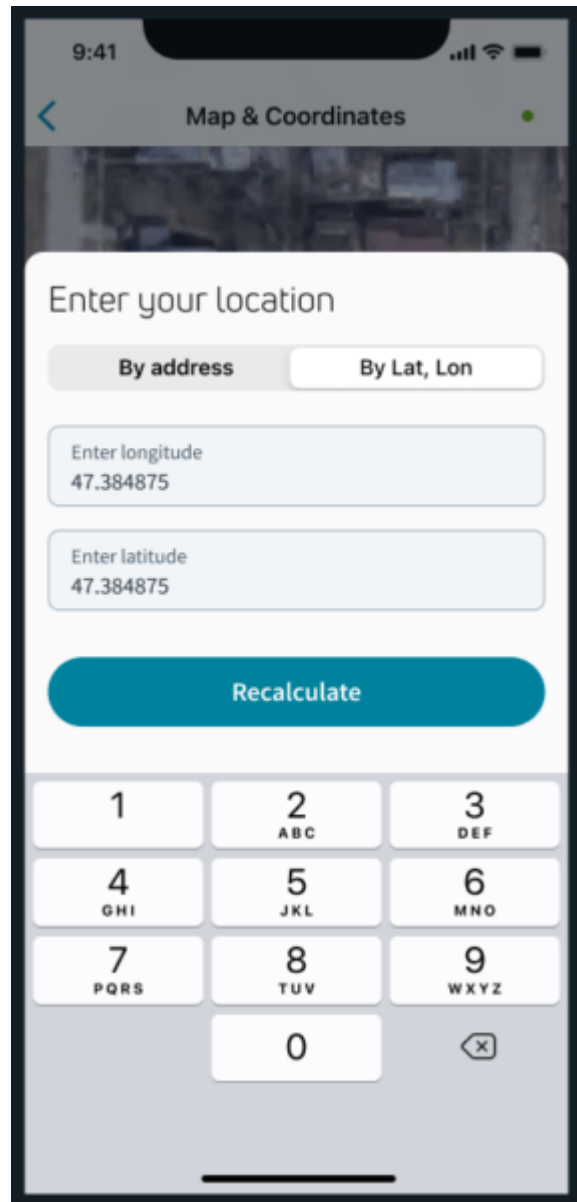 9:41
Map & Coordinates
Enter your location
By address By Lat, Lon
Enter longitude
47.384875
Enter latitude
47.384875
Recalculate
1 2 3
ABC DEF
4 5 6
GHI JKL MNO
7 8 9
PQRS TUV WXYZ
0